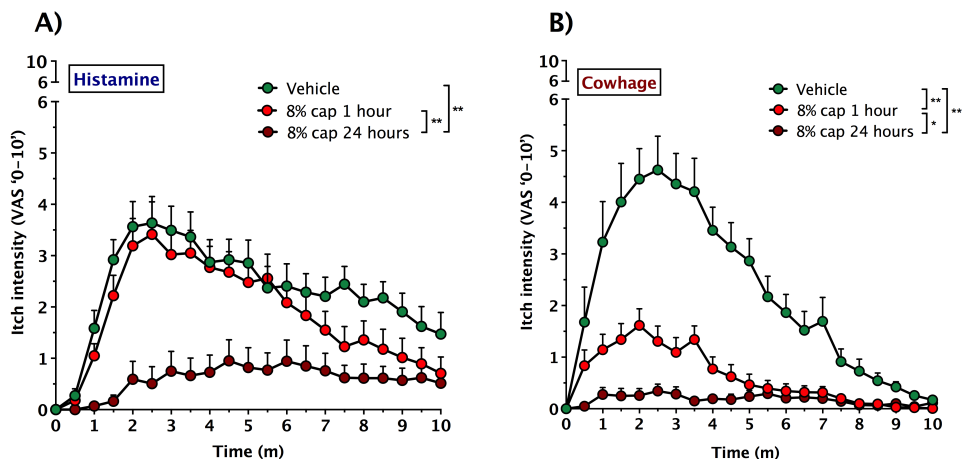 A)
Histamine
Vehicle
8% cap 1 hour
8% cap 24 hours
**
**
Itch intensity (VAS ‘0–10’)
10
6
6
5
4
3
2
1
0
0 1 2 3 4 5 6 7 8 9 10
Time (m)
B)
Cowhage
Vehicle
8% cap 1 hour
8% cap 24 hours
**
*
**
Itch intensity (VAS ‘0–10’)
10
6
6
5
4
3
2
1
0
0 1 2 3 4 5 6 7 8 9 10
Time (m)